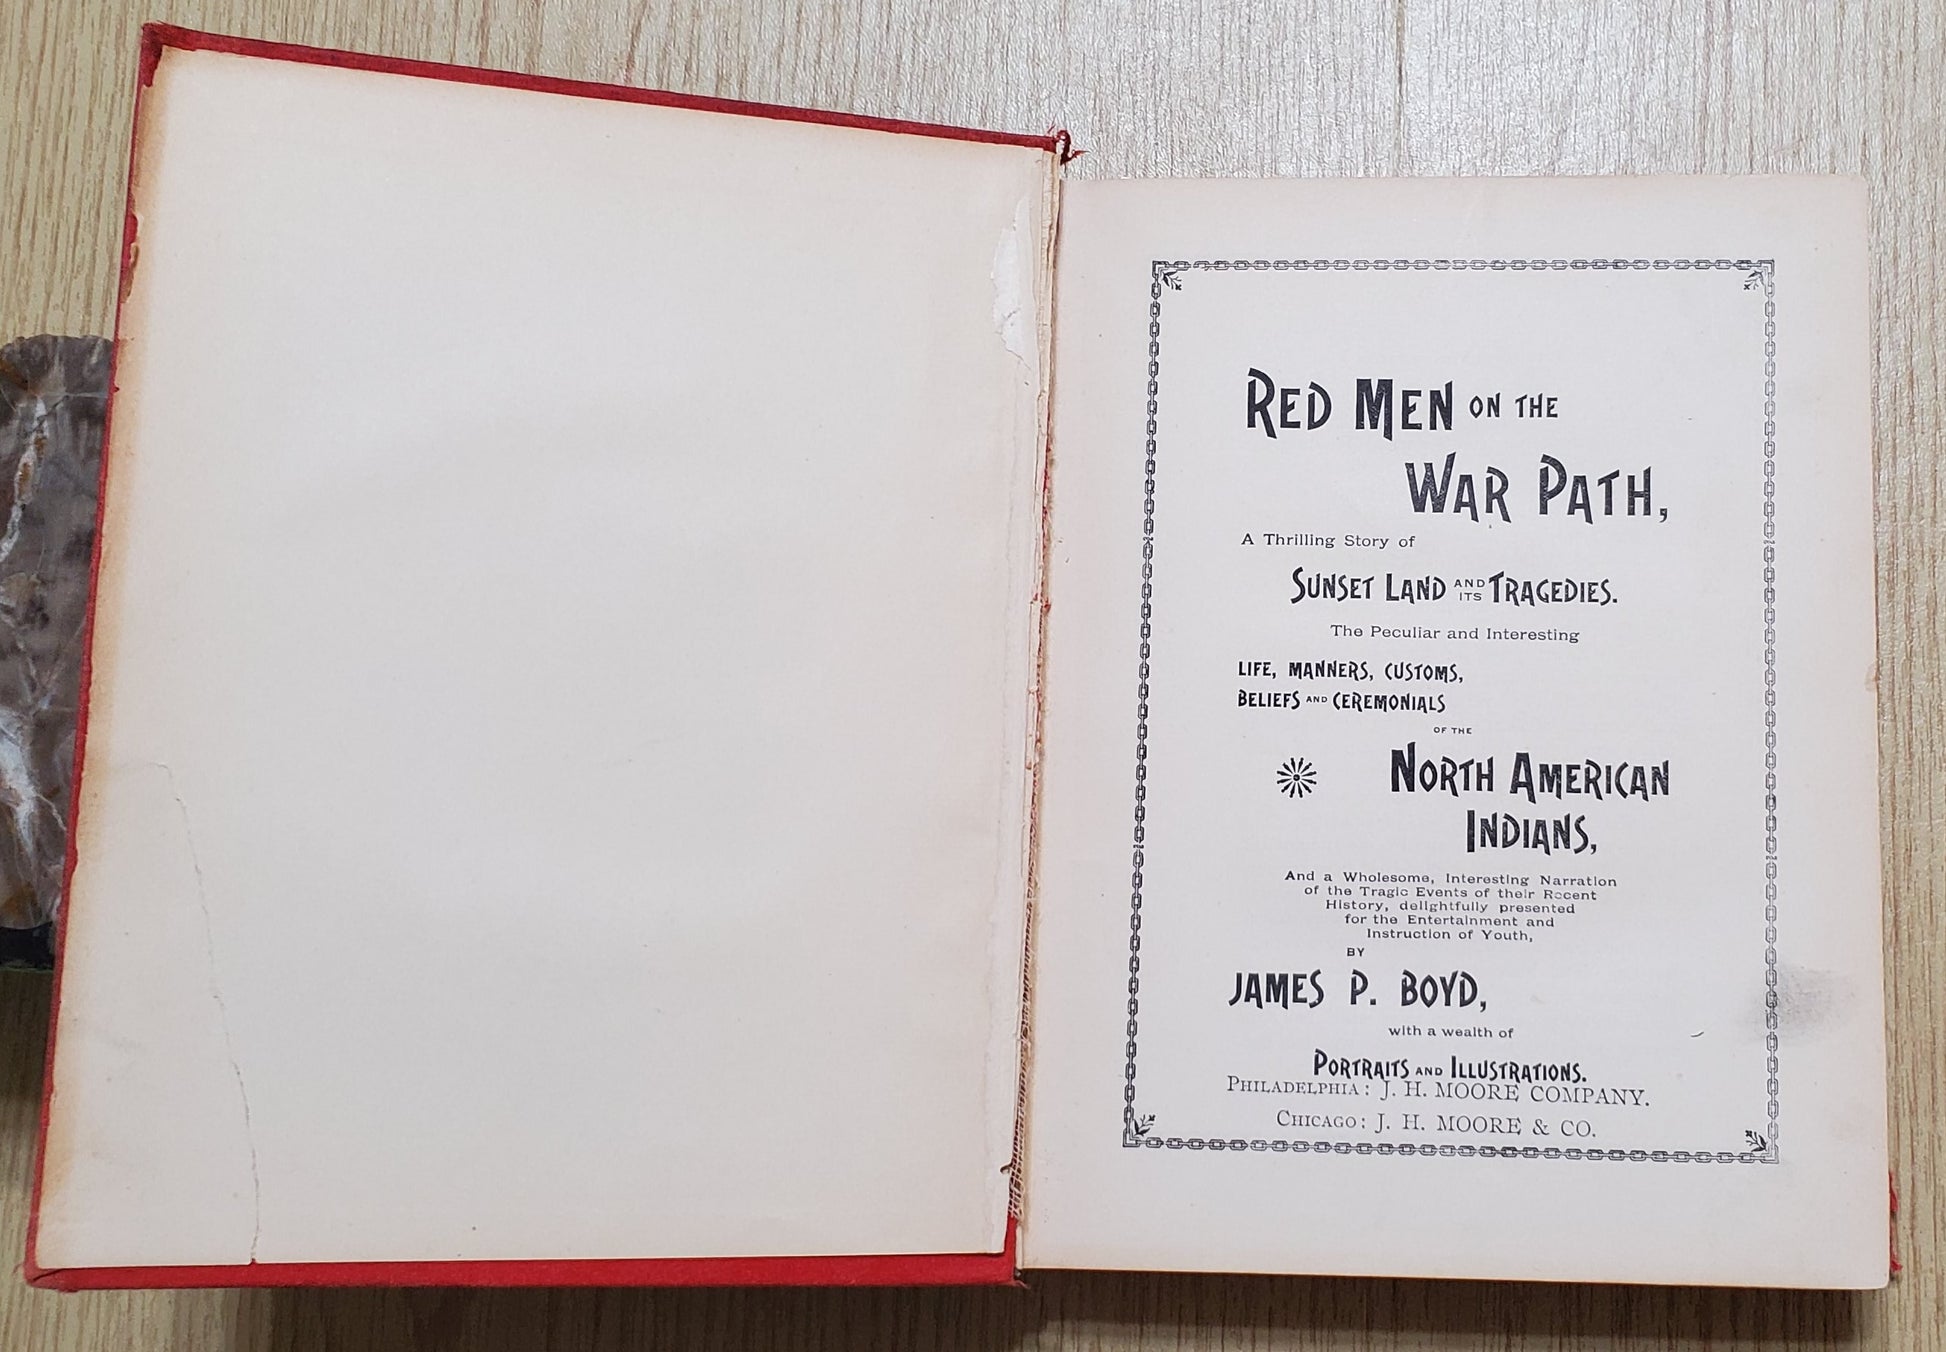 RED MEN ON THE
WAR PATH,
A Thrilling Story of
SUNSET LAND AND ITS TRAGEDIES.
The Peculiar and Interesting
LIFE, MANNERS, CUSTOMS,
BELIEFS AND CEREMONIALS
OF THE
NORTH AMERICAN
INDIANS,
And a Wholesome, Interesting Narration
of the Tragic Events of their Recent
History, delightfully presented
for the Entertainment and
Instruction of Youth,
BY
JAMES P. BOYD,
with a wealth of
PORTRAITS AND ILLUSTRATIONS.
PHILADELPHIA: J. H. MOORE COMPANY.
CHICAGO: J. H. MOORE & CO.